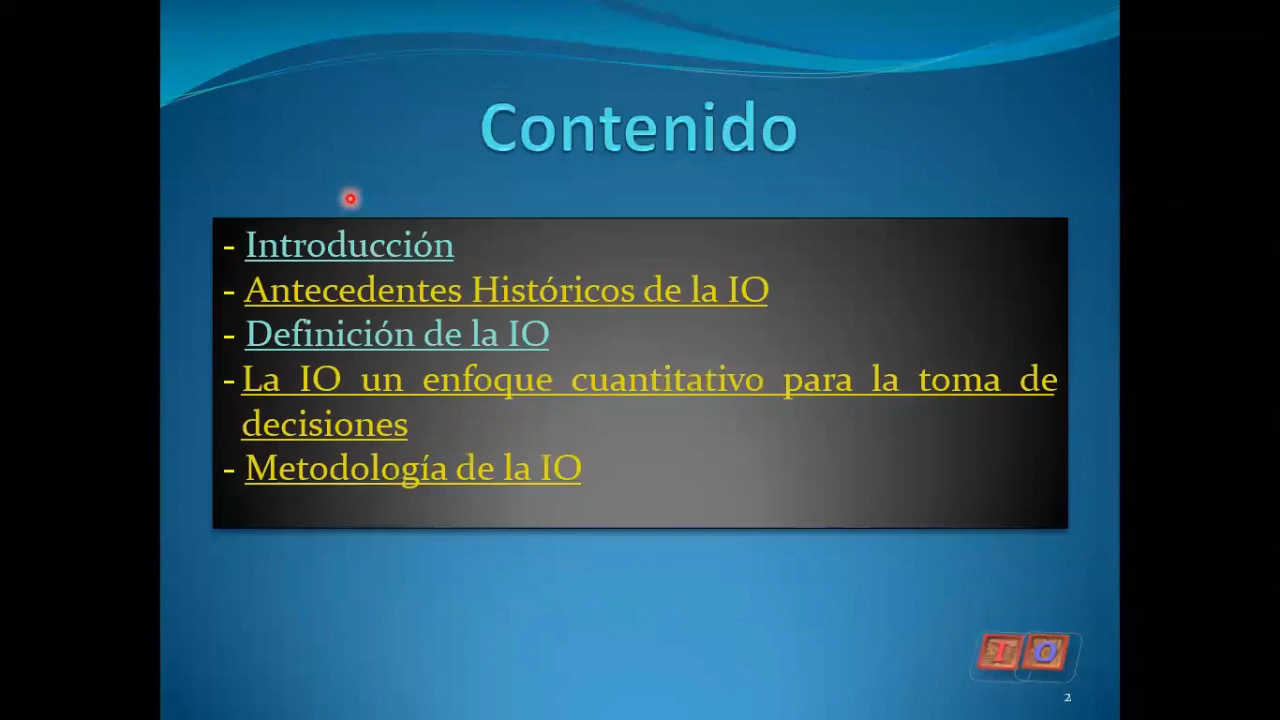 Contenido
- Introducción
- Antecedentes Históricos de la IO
- Definición de la IO
- La IO un enfoque cuantitativo para la toma de
decisiones
- Metodología de la IO
I O
2